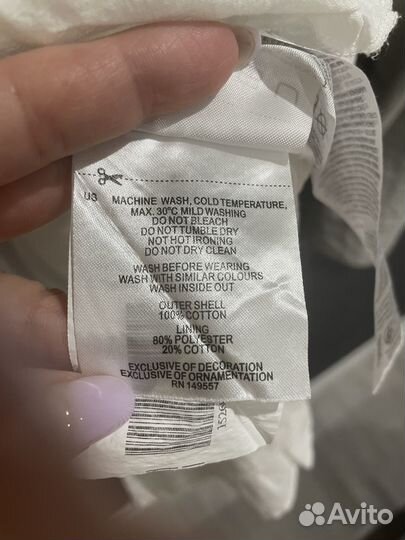 US
MACHINE WASH, COLD TEMPERATURE,
MAX. 30°C MILD WASHING
DO NOT BLEACH
DO NOT TUMBLE DRY
NOT HOT IRONING
DO NOT DRY CLEAN
WASH BEFORE WEARING
WASH WITH SIMILAR COLOURS
WASH INSIDE OUT
OUTER SHELL
100% COTTON
LINING
80% POLYESTER
20% COTTON
EXCLUSIVE OF DECORATION
EXCLUSIVE OF ORNAMENTATION
RN 149557
Avito